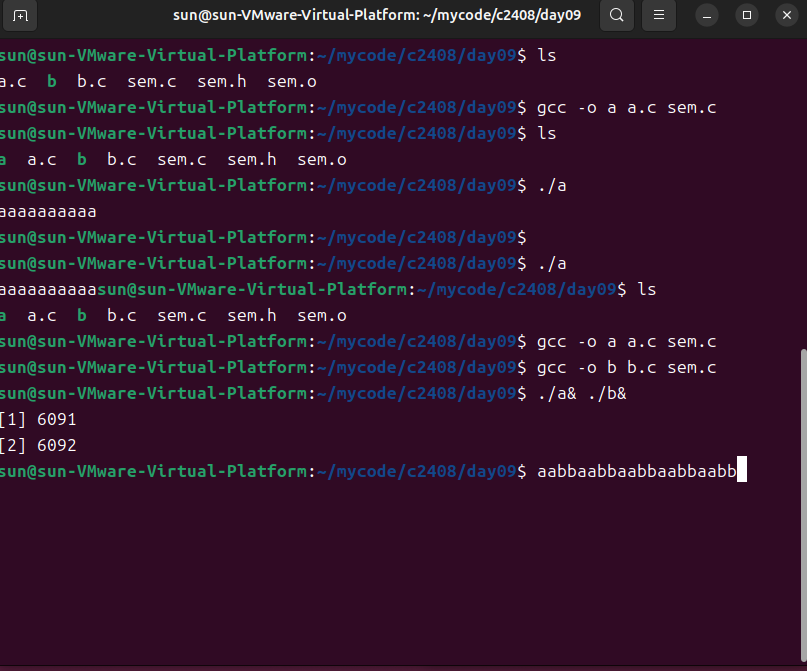 sun@sun-VMware-Virtual-Platform: ~/mycode/c2408/day09
sun@sun-VMware-Virtual-Platform:~/mycode/c2408/day09$ ls
a.c  b  b.c  sem.c  sem.h  sem.o
sun@sun-VMware-Virtual-Platform:~/mycode/c2408/day09$ gcc -o a a.c sem.c
sun@sun-VMware-Virtual-Platform:~/mycode/c2408/day09$ ls
a  a.c  b  b.c  sem.c  sem.h  sem.o
sun@sun-VMware-Virtual-Platform:~/mycode/c2408/day09$ ./a
aaaaaaaaaa
sun@sun-VMware-Virtual-Platform:~/mycode/c2408/day09$
sun@sun-VMware-Virtual-Platform:~/mycode/c2408/day09$ ./a
aaaaaaaaaasun@sun-VMware-Virtual-Platform:~/mycode/c2408/day09$ ls
a  a.c  b  b.c  sem.c  sem.h  sem.o
sun@sun-VMware-Virtual-Platform:~/mycode/c2408/day09$ gcc -o a a.c sem.c
sun@sun-VMware-Virtual-Platform:~/mycode/c2408/day09$ gcc -o b b.c sem.c
sun@sun-VMware-Virtual-Platform:~/mycode/c2408/day09$ ./a& ./b&
[1] 6091
[2] 6092
sun@sun-VMware-Virtual-Platform:~/mycode/c2408/day09$ aabbaabbaabbaabbaabb